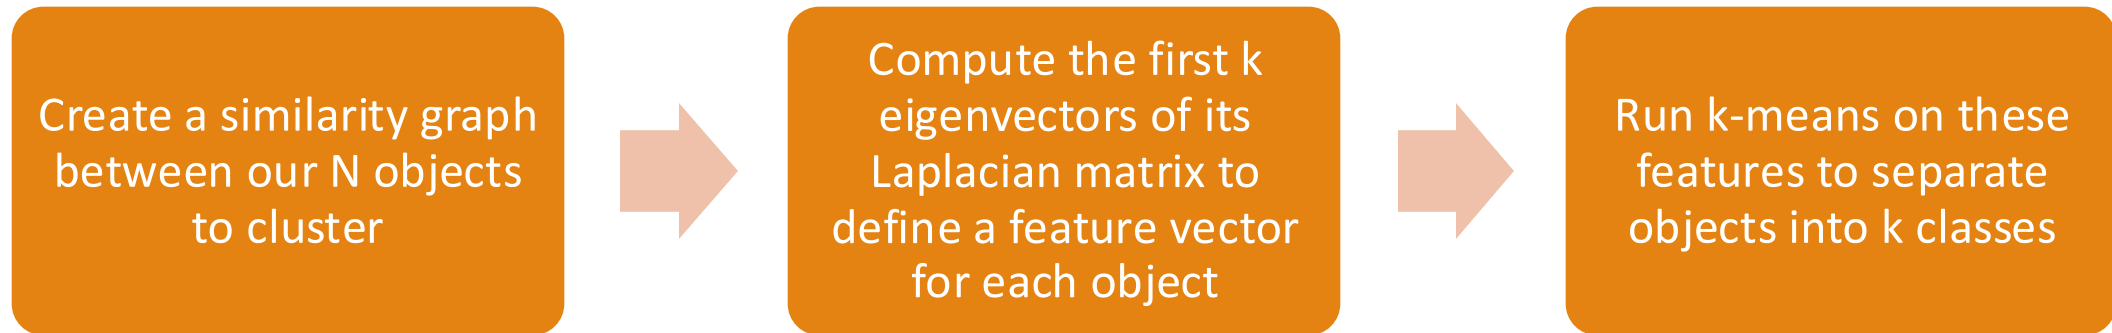 Create a similarity graph
between our N objects
to cluster
Compute the first k
eigenvectors of its
Laplacian matrix to
define a feature vector
for each object
Run k-means on these
features to separate
objects into k classes